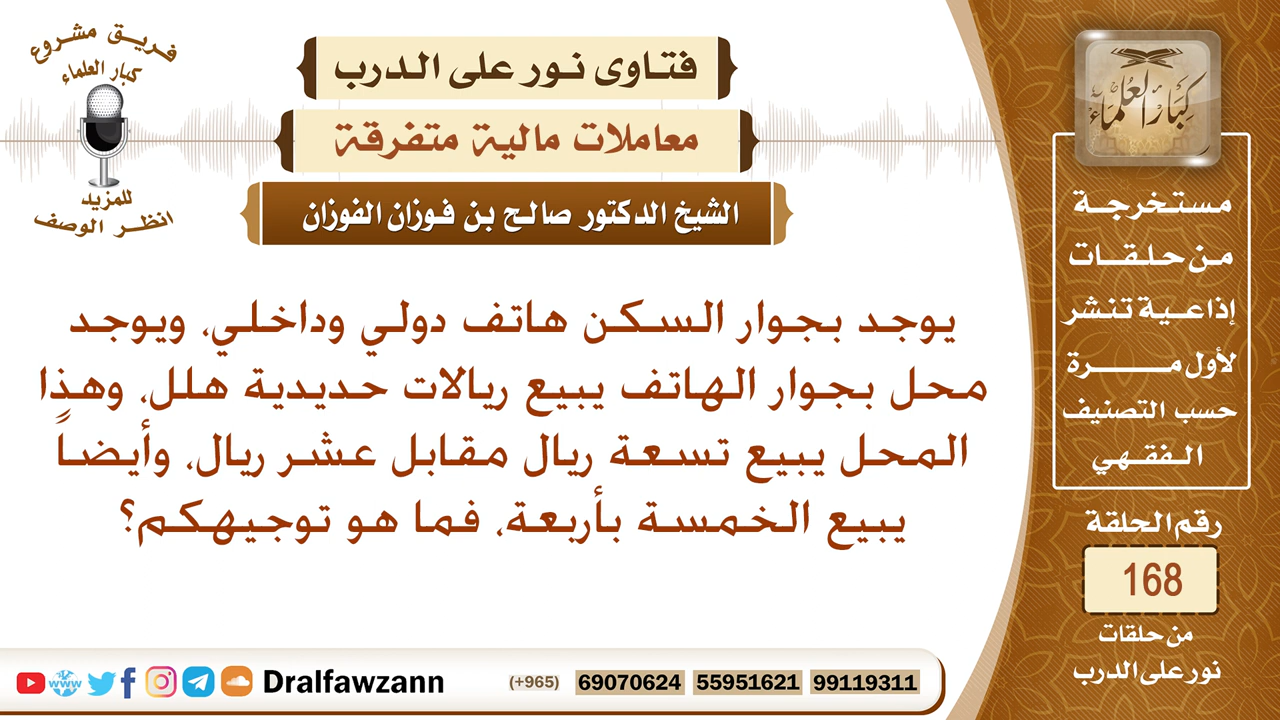 فريق مشروع
كبار العلماء
للمزيد
انظر الوصف
فتاوى نور على الدرب
معاملات مالية متفرقة
الشيخ الدكتور صالح بن فوزان الفوزان
يوجد بجوار السكن هاتف دولي وداخلي، ويوجد
محل بجوار الهاتف يبيع ريالات حديدية هلل، وهذا
المحل يبيع تسعة ريال مقابل عشر ريال، وأيضاً
يبيع الخمسة بأربعة، فما هو توجيهكم؟
كبار العلماء
مستخرجة
من حلقات
إذاعية تنشر
لأول مرة
حسب التصنيف
الفقهي
رقم الحلقة
168
من حلقات
نور على الدرب
www
Dralfawzann
(+965) 69070624 55951621 99119311